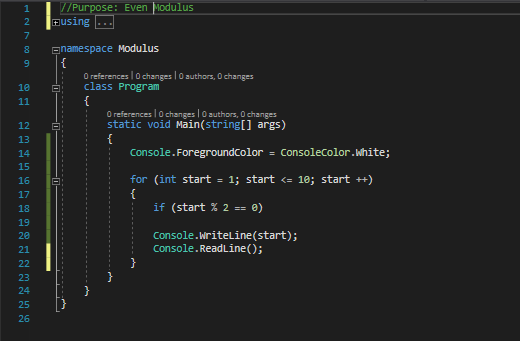 1 //Purpose: Even Modulus
2 using ...
7
8 namespace Modulus
9 {
0 references | 0 changes | 0 authors, 0 changes
10 class Program
11 {
0 references | 0 changes | 0 authors, 0 changes
12 static void Main(string[] args)
13 {
14 Console.ForegroundColor = ConsoleColor.White;
15
16 for (int start = 1; start <= 10; start ++)
17 {
18 if (start % 2 == 0)
19
20 Console.WriteLine(start);
21 Console.ReadLine();
22 }
23 }
24 }
25 }
26